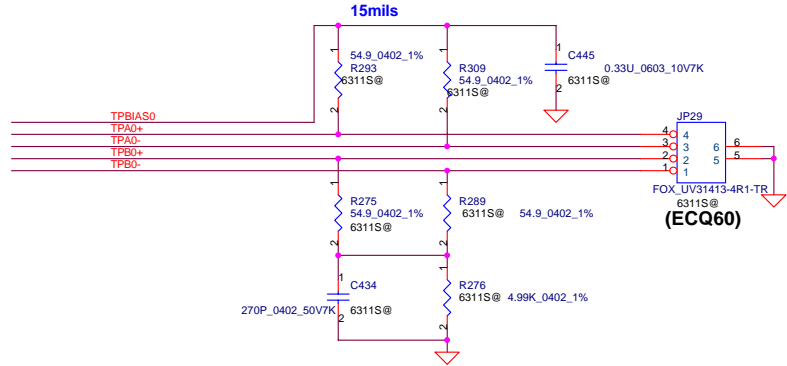 15mils
1
54.9_0402_1%
R293
6311S@
2
1
R309
54.9_0402_1%
6311S@
2
1
C445
0.33U_0603_10V7K
6311S@
2
TPBIAS0
TPA0+
TPA0-
TPB0+
TPB0-
JP29
4 4
3 3
2 2
1 1
6 6
5 5
FOX_UV31413-4R1-TR
6311S@
(ECQ60)
1
R275
54.9_0402_1%
6311S@
2
1
R289
6311S@ 54.9_0402_1%
2
1
C434
270P_0402_50V7K
6311S@
2
1
R276
6311S@ 4.99K_0402_1%
2